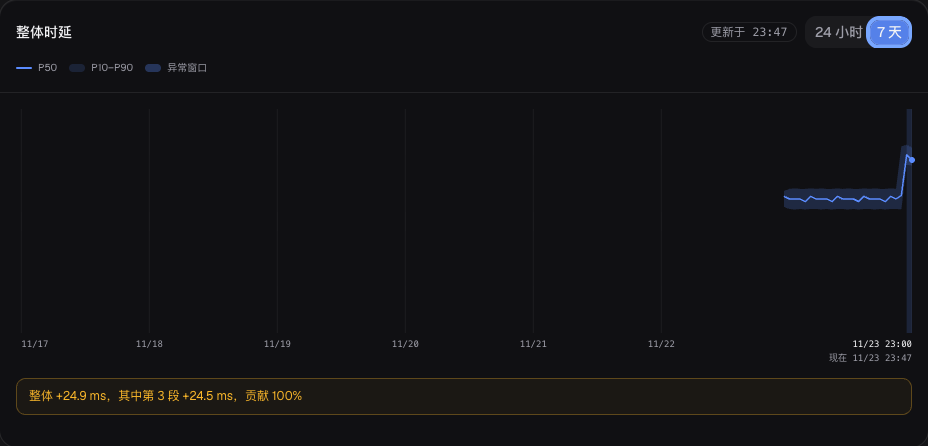 整体时延
更新于 23:47
24 小时
7 天
P50
P10–P90
异常窗口
11/17
11/18
11/19
11/20
11/21
11/22
11/23 23:00
现在 11/23 23:47
整体 +24.9 ms，其中第 3 段 +24.5 ms，贡献 100%